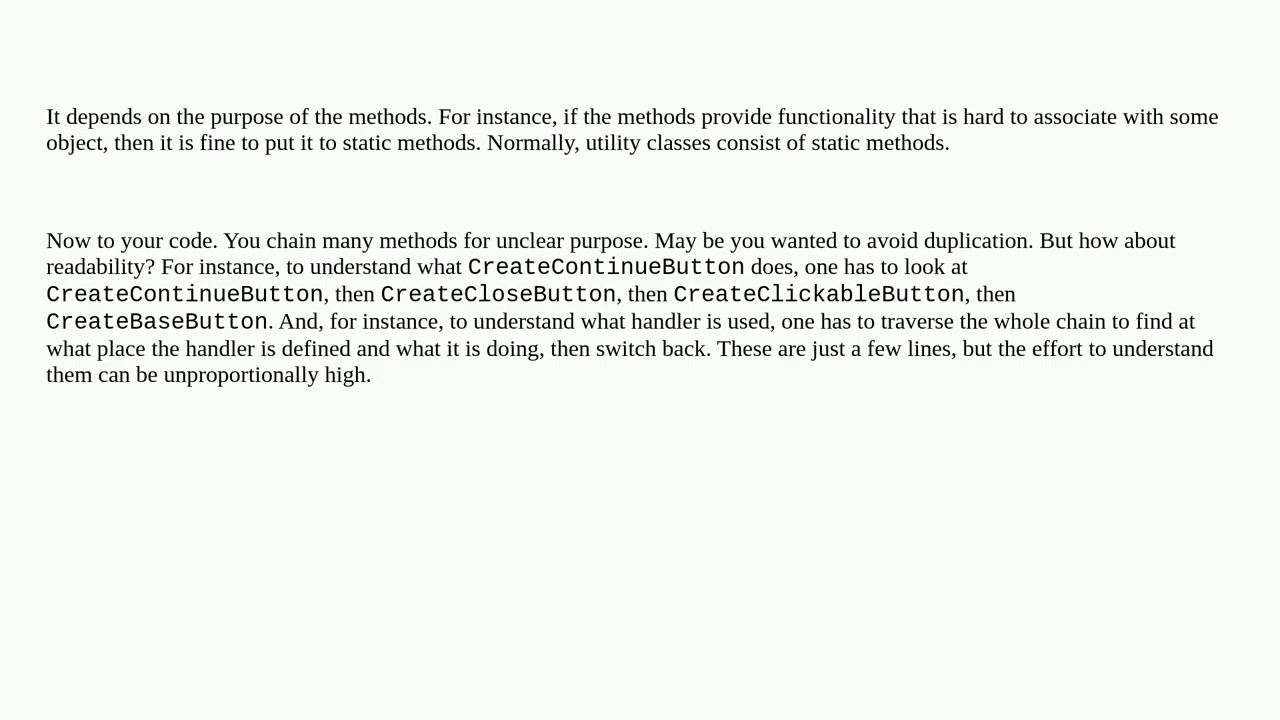 It depends on the purpose of the methods. For instance, if the methods provide functionality that is hard to associate with some
object, then it is fine to put it to static methods. Normally, utility classes consist of static methods.
Now to your code. You chain many methods for unclear purpose. May be you wanted to avoid duplication. But how about
readability? For instance, to understand what CreateContinueButton does, one has to look at
CreateContinueButton, then CreateCloseButton, then CreateClickableButton, then
CreateBaseButton. And, for instance, to understand what handler is used, one has to traverse the whole chain to find at
what place the handler is defined and what it is doing, then switch back. These are just a few lines, but the effort to understand
them can be unproportionally high.